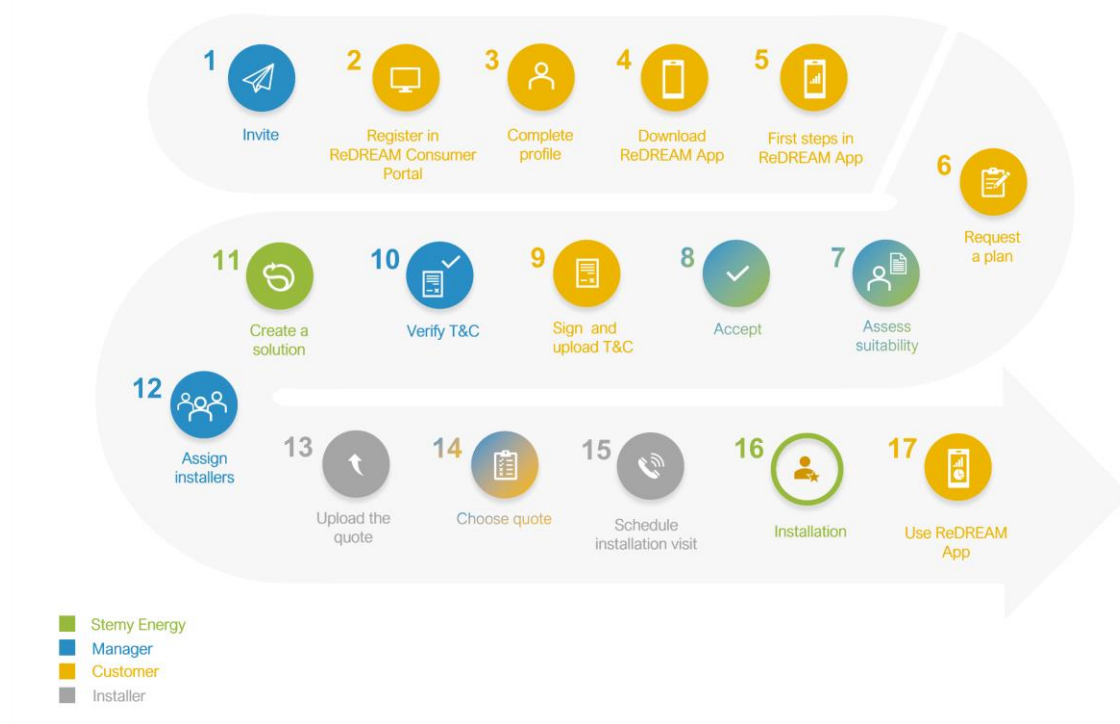 1
Invite
2
Register in
ReDREAM Consumer
Portal
3
Complete
profile
4
Download
ReDREAM App
5
First steps in
ReDREAM App
6
Request
a plan
7
Assess
suitability
8
Accept
9
Sign and
upload T&C
10
Verify T&C
11
Create a
solution
12
Assign
installers
13
Upload the
quote
14
Choose quote
15
Schedule
installation visit
16
Installation
17
Use ReDREAM
App
Stemy Energy
Manager
Customer
Installer